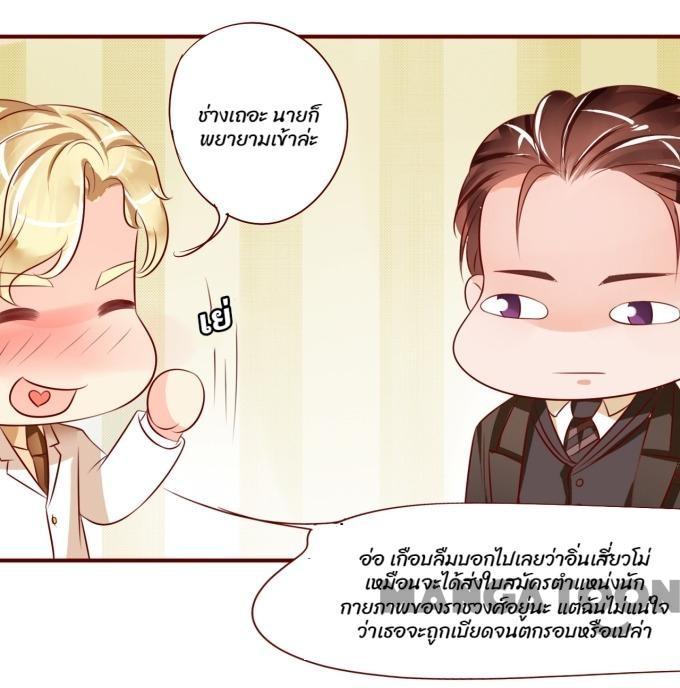 ช่างเถอะ นายก็
พยายามเข้าล่ะ
เย่
อ่อ เกือบลืมบอกไปเลยว่าอิ่นเสี่ยวโม่
เหมือนจะได้ส่งใบสมัครตำแหน่งนัก
กายภาพของราชวงศ์อยู่นะ แต่ฉันไม่แน่ใจ
ว่าเธอจะถูกเบียดจนตกรอบหรือเปล่า
MANGATOON